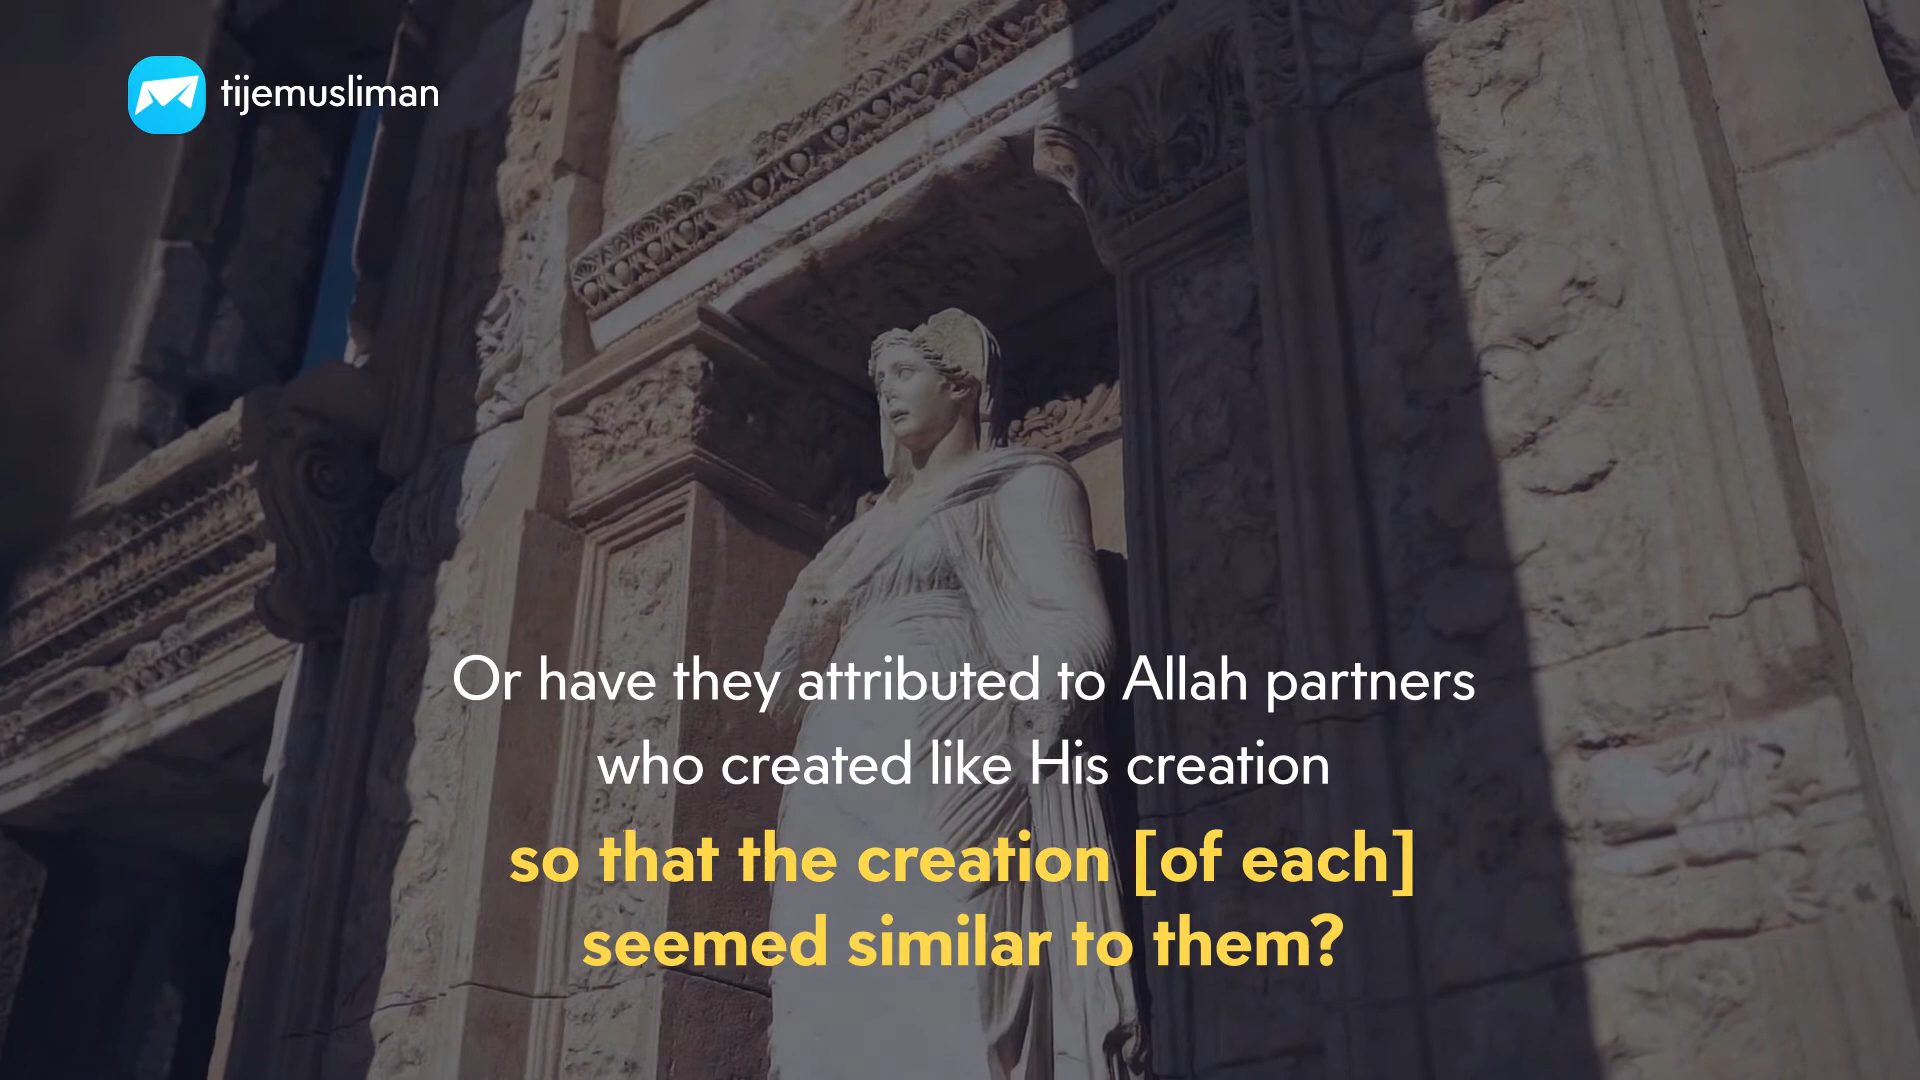 tijemusliman
Or have they attributed to Allah partners
who created like His creation
so that the creation [of each]
seemed similar to them?